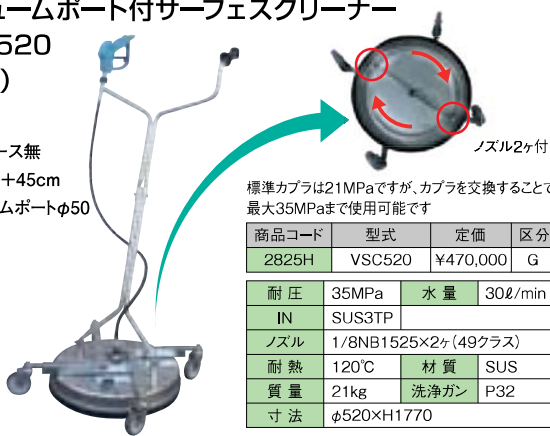 ュームポート付サーフェスクリーナー
520
)
ース無
+45cm
ムポートφ50
ノズル2ヶ付
標準カプラは21MPaですが、カプラを交換することで
最大35MPaまで使用可能です
商品コード 型式 定価 区分
2825H VSC520 ¥470,000 G
耐圧 35MPa 水量 30ℓ/min
IN SUS3TP
ノズル 1/8NB1525×2ヶ(49クラス)
耐熱 120℃ 材質 SUS
質量 21kg 洗浄ガン P32
寸法 φ520×H1770